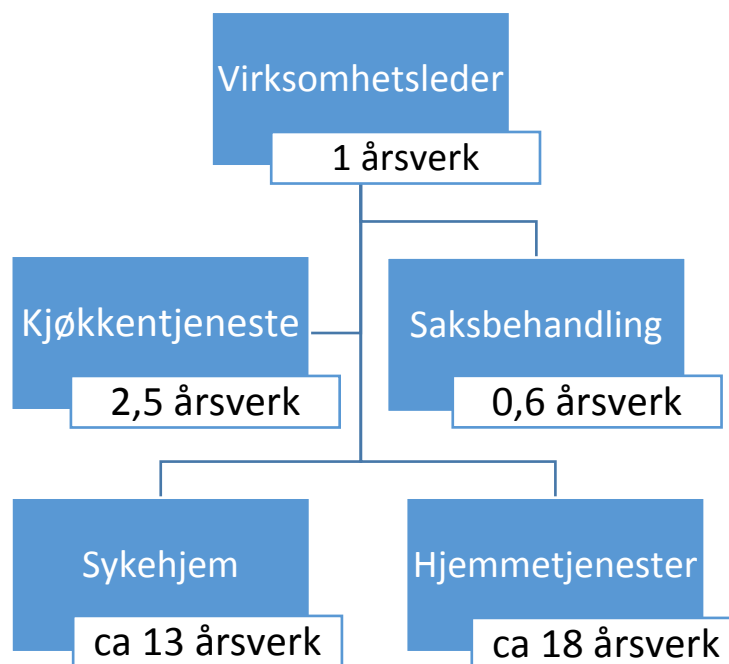 Virksomhetsleder
1 årsverk
Kjøkkentjeneste
2,5 årsverk
Saksbehandling
0,6 årsverk
Sykehjem
ca 13 årsverk
Hjemmetjenester
ca 18 årsverk